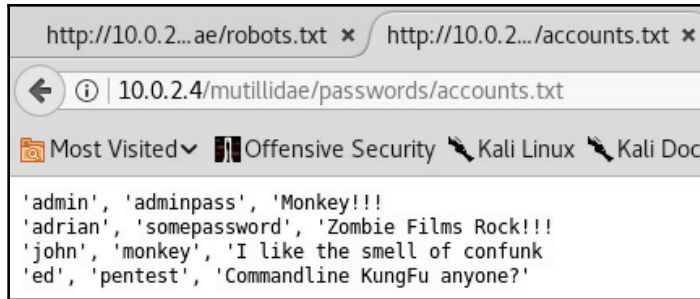 http://10.0.2...ae/robots.txt × http://10.0.2.../accounts.txt ×
10.0.2.4/mutillidae/passwords/accounts.txt
Most Visited Offensive Security Kali Linux Kali Doc
'admin', 'adminpass', 'Monkey!!!
'adrian', 'somepassword', 'Zombie Films Rock!!!
'john', 'monkey', 'I like the smell of confunk
'ed', 'pentest', 'Commandline KungFu anyone?'